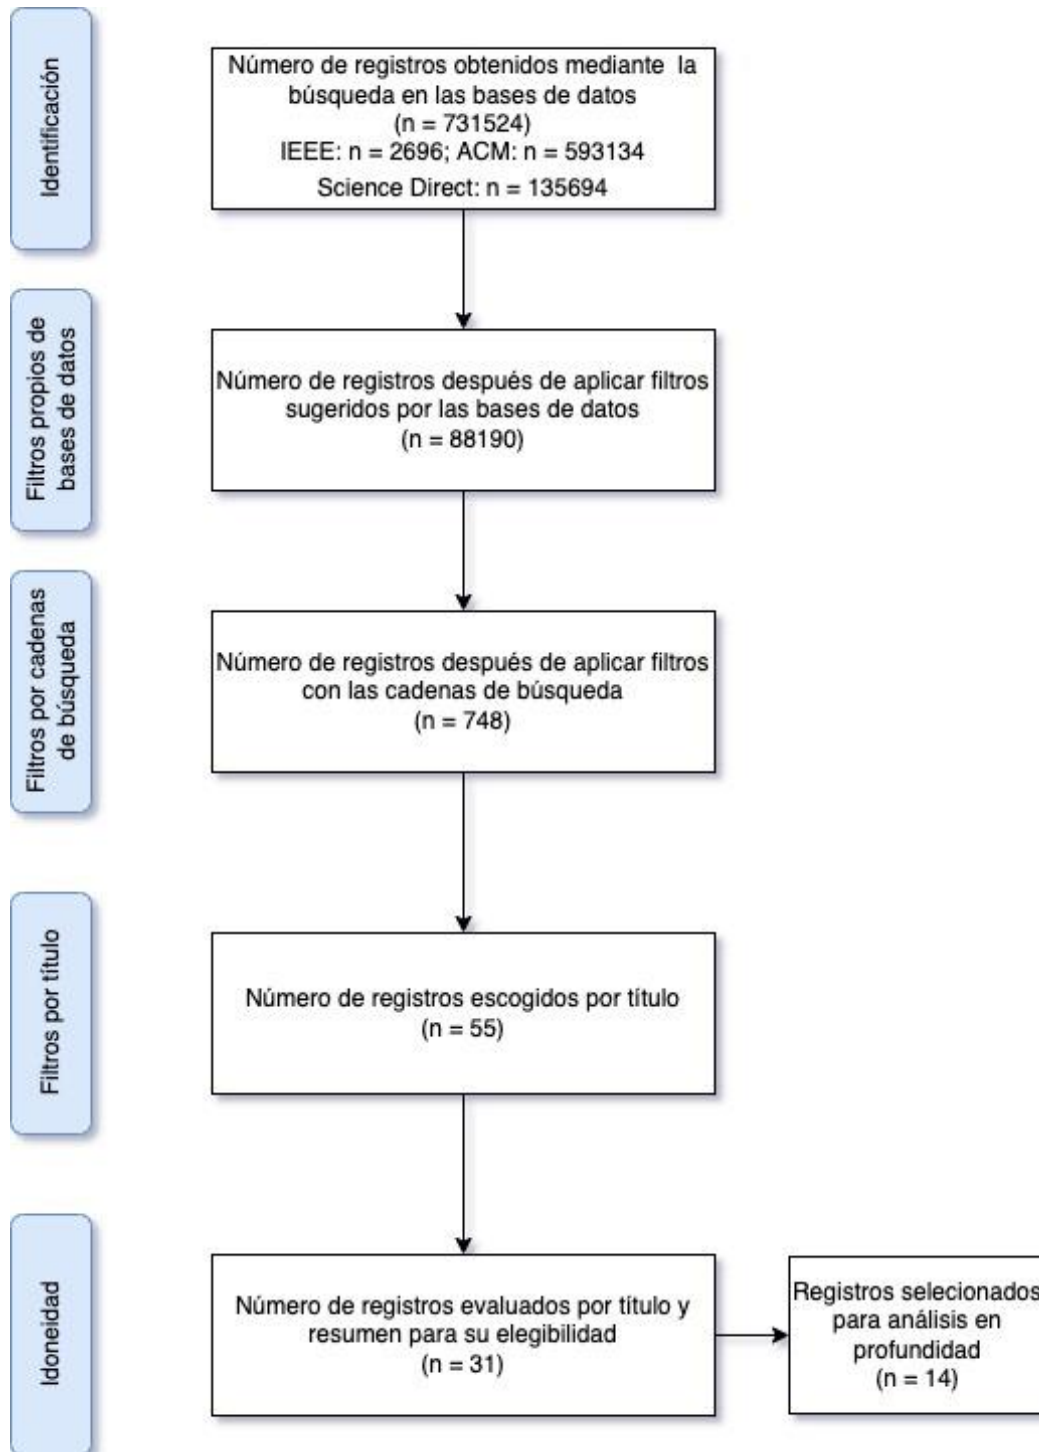 Identificación
Número de registros obtenidos mediante la
búsqueda en las bases de datos
(n = 731524)
IEEE: n = 2696; ACM: n = 593134
Science Direct: n = 135694
Filtros propios de
bases de datos
Número de registros después de aplicar filtros
sugeridos por las bases de datos
(n = 88190)
Filtros por cadenas
de búsqueda
Número de registros después de aplicar filtros
con las cadenas de búsqueda
(n = 748)
Filtros por título
Número de registros escogidos por título
(n = 55)
Idoneidad
Número de registros evaluados por título y
resumen para su elegibilidad
(n = 31)
Registros selecionados
para análisis en
profundidad
(n = 14)